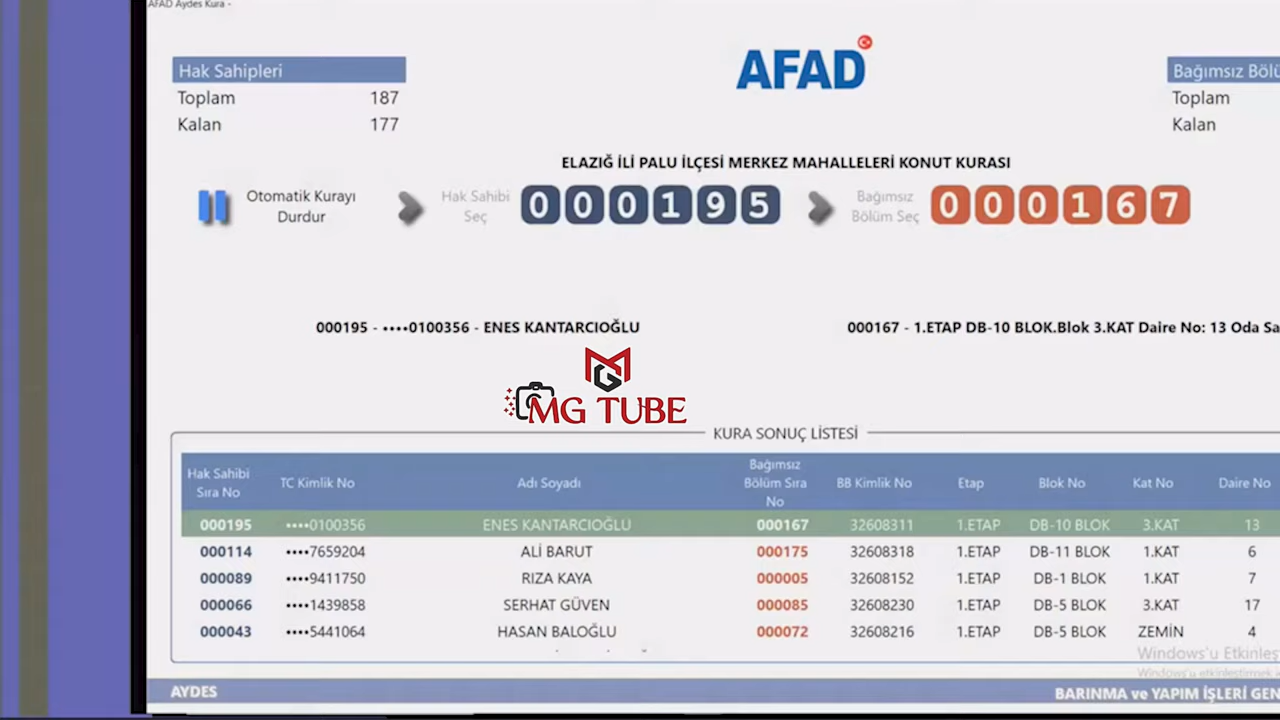 AFAD Aydes Kura -
AFAD
Hak Sahipleri
Toplam 187
Kalan 177
Bağımsız Bölü
Toplam
Kalan
ELAZIĞ İLİ PALU İLÇESİ MERKEZ MAHALLELERİ KONUT KURASI
Otomatik Kurayı
Durdur
Hak Sahibi
Seç
000195
Bağımsız
Bölüm Seç
000167
000195 - ••••0100356 - ENES KANTARCIOĞLU
000167 - 1.ETAP DB-10 BLOK.Blok 3.KAT Daire No: 13 Oda Sa
MG TUBE
KURA SONUÇ LİSTESİ
Hak Sahibi Sıra No TC Kimlik No Adı Soyadı Bağımsız Bölüm Sıra No BB Kimlik No Etap Blok No Kat No Daire No
000195 ••••0100356 ENES KANTARCIOĞLU 000167 32608311 1.ETAP DB-10 BLOK 3.KAT 13
000114 ••••7659204 ALİ BARUT 000175 32608318 1.ETAP DB-11 BLOK 1.KAT 6
000089 ••••9411750 RIZA KAYA 000005 32608152 1.ETAP DB-1 BLOK 1.KAT 7
000066 ••••1439858 SERHAT GÜVEN 000085 32608230 1.ETAP DB-5 BLOK 3.KAT 17
000043 ••••5441064 HASAN BALOĞLU 000072 32608216 1.ETAP DB-5 BLOK ZEMİN 4
Windows'u Etkinleş
Windows'u etkinleştirmek i
AYDES
BARINMA ve YAPIM İŞLERİ GEN